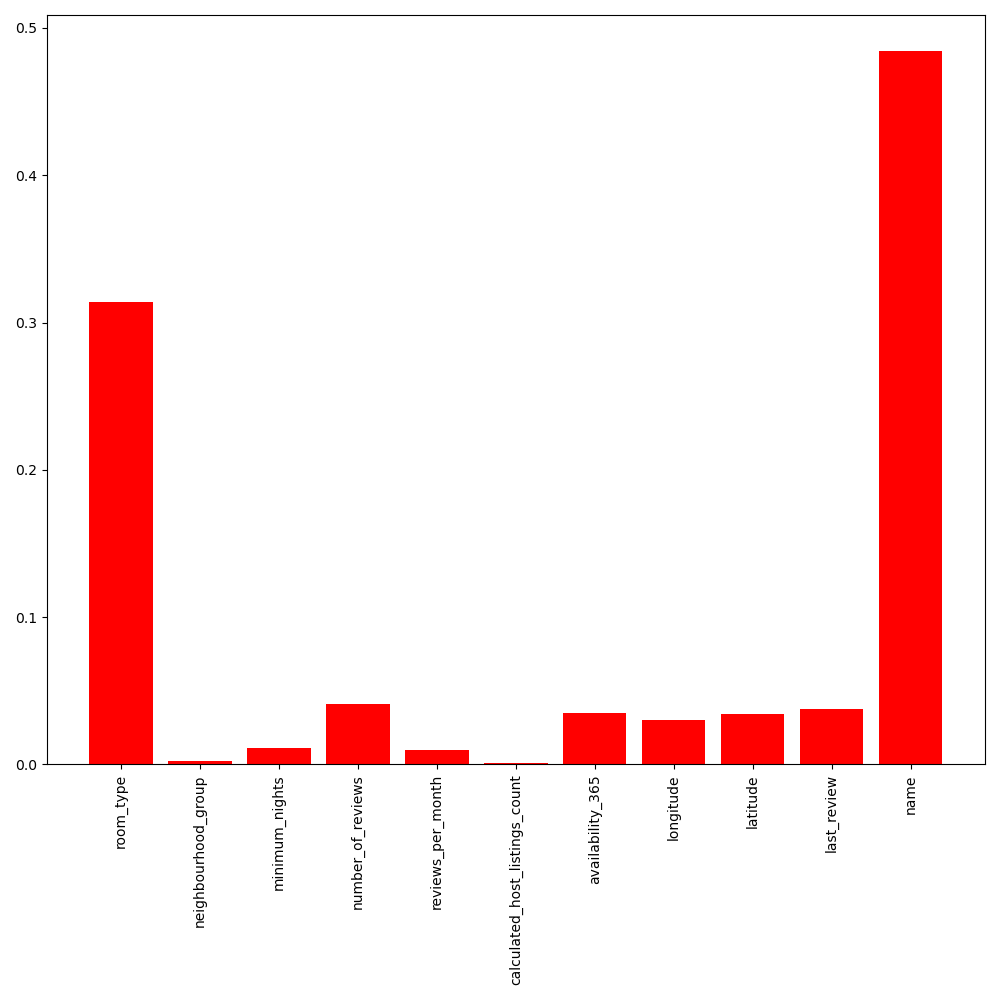 0.5
0.4
0.3
0.2
0.1
0.0
room_type
neighbourhood_group
minimum_nights
number_of_reviews
reviews_per_month
calculated_host_listings_count
availability_365
longitude
latitude
last_review
name